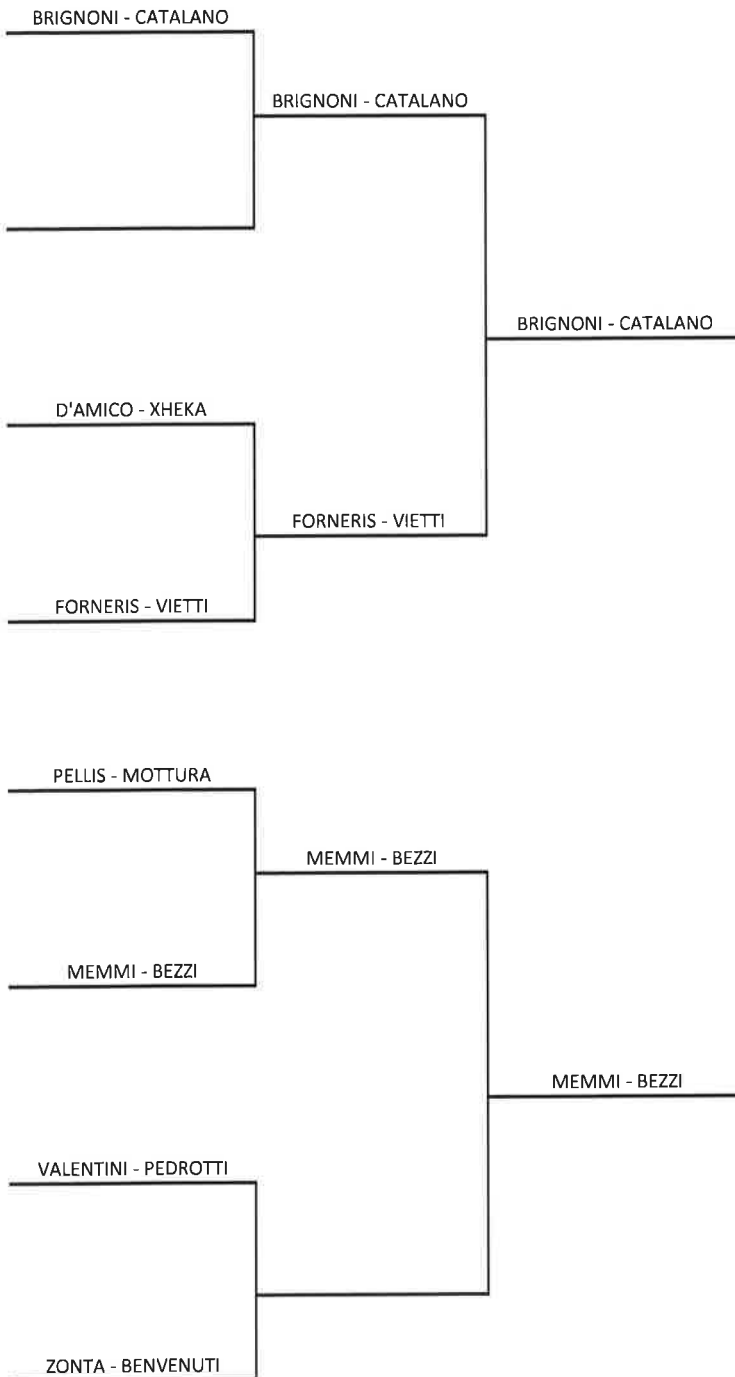 BRIGNONI - CATALANO
BRIGNONI - CATALANO
BRIGNONI - CATALANO
D'AMICO - XHEKA
FORNERIS - VIETTI
FORNERIS - VIETTI
PELLIS - MOTTURA
MEMMI - BEZZI
MEMMI - BEZZI
MEMMI - BEZZI
VALENTINI - PEDROTTI
ZONTA - BENVENUTI